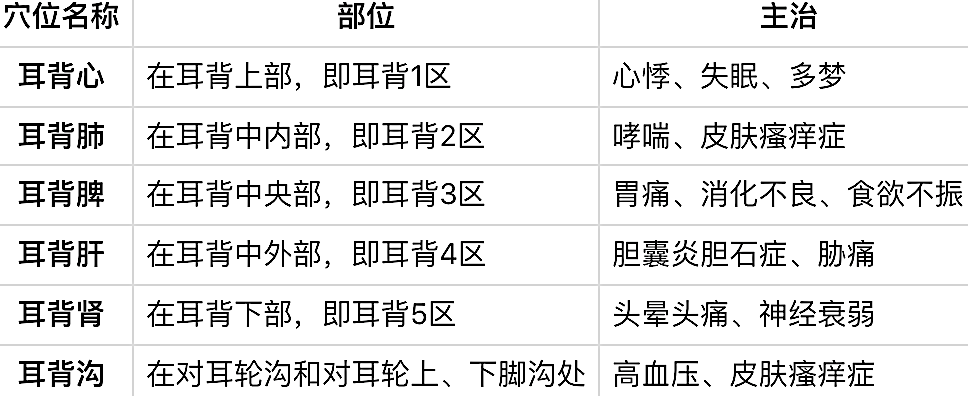 穴位名称 部位 主治
耳背心 在耳背上部，即耳背1区 心悸、失眠、多梦
耳背肺 在耳背中内部，即耳背2区 哮喘、皮肤瘙痒症
耳背脾 在耳背中央部，即耳背3区 胃痛、消化不良、食欲不振
耳背肝 在耳背中外部，即耳背4区 胆囊炎胆石症、胁痛
耳背肾 在耳背下部，即耳背5区 头晕头痛、神经衰弱
耳背沟 在对耳轮沟和对耳轮上、下脚沟处 高血压、皮肤瘙痒症